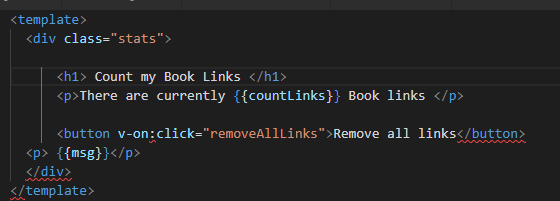 <template>
<div class="stats">
<h1> Count my Book Links </h1>
<p>There are currently {{countLinks}} Book links </p>
<button v-on:click="removeAllLinks">Remove all links</button>
<p> {{msg}}</p>
</div>
</template>